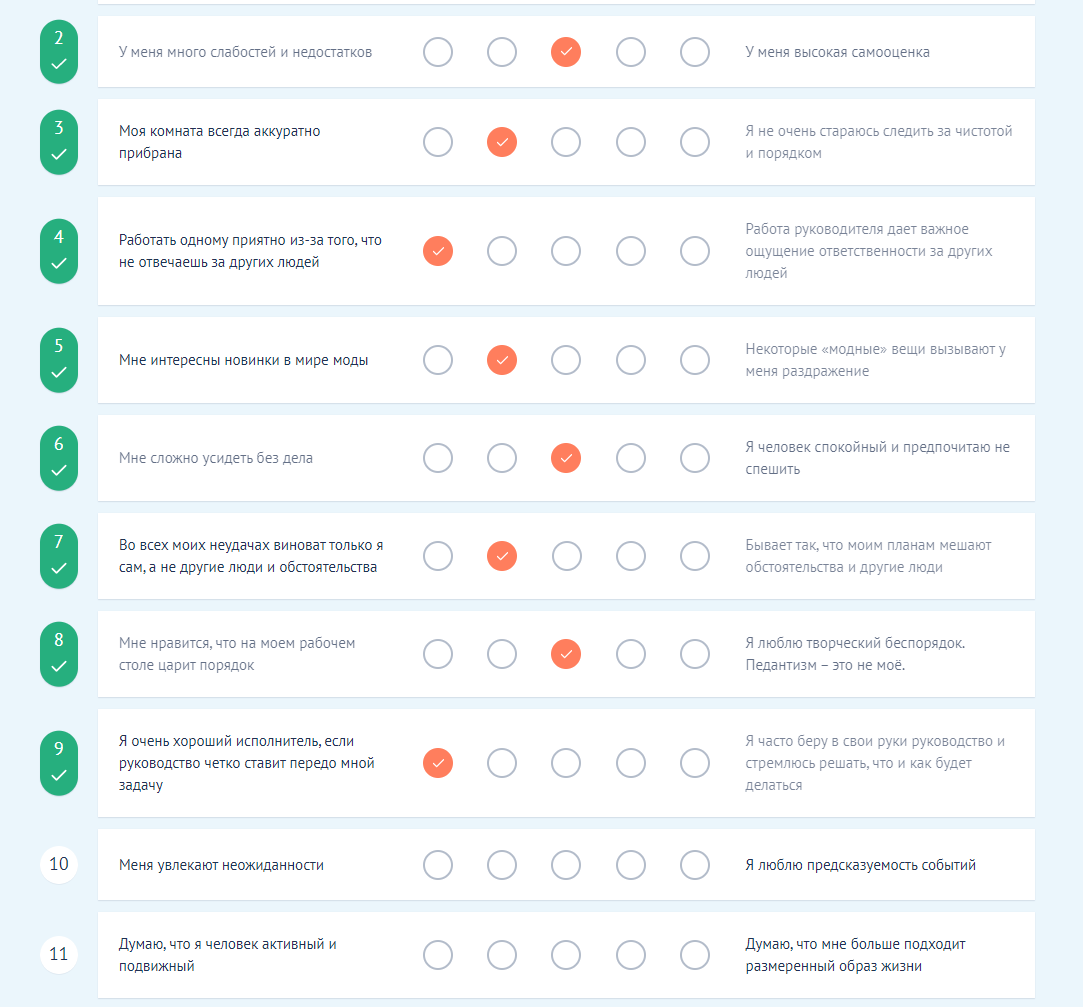 2
У меня много слабостей и недостатков
У меня высокая самооценка
3
Моя комната всегда аккуратно
прибрана
Я не очень стараюсь следить за чистотой
и порядком
4
Работать одному приятно из-за того, что
не отвечаешь за других людей
Работа руководителя дает важное
ощущение ответственности за других
людей
5
Мне интересны новинки в мире моды
Некоторые «модные» вещи вызывают у
меня раздражение
6
Мне сложно усидеть без дела
Я человек спокойный и предпочитаю не
спешить
7
Во всех моих неудачах виноват только я
сам, а не другие люди и обстоятельства
Бывает так, что моим планам мешают
обстоятельства и другие люди
8
Мне нравится, что на моем рабочем
столе царит порядок
Я люблю творческий беспорядок.
Педантизм – это не моё.
9
Я очень хороший исполнитель, если
руководство четко ставит передо мной
задачу
Я часто беру в свои руки руководство и
стремлюсь решать, что и как будет
делаться
10
Меня увлекают неожиданности
Я люблю предсказуемость событий
11
Думаю, что я человек активный и
подвижный
Думаю, что мне больше подходит
размеренный образ жизни